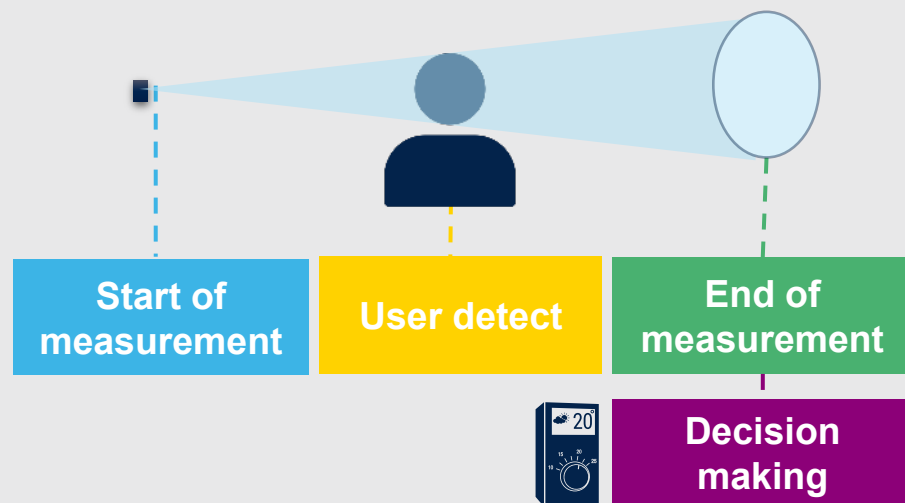 Start of
measurement
User detect
End of
measurement
20°
10 15 20 25
Decision
making